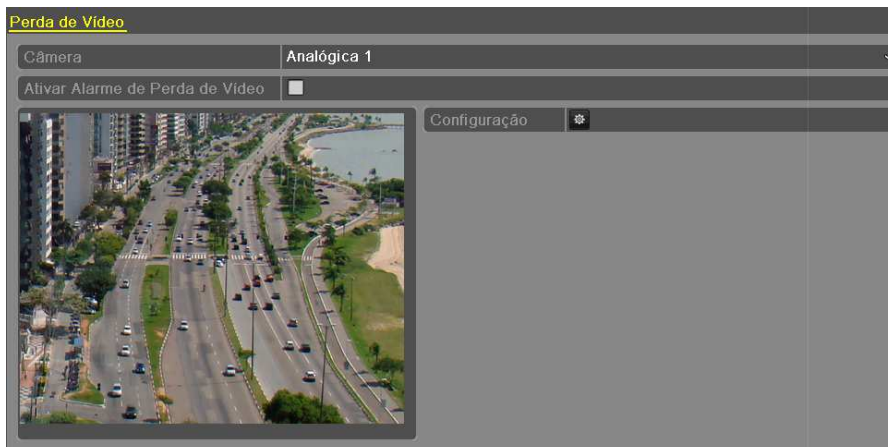 Perda de Vídeo
Câmera
Analógica 1
Ativar Alarme de Perda de Vídeo
Configuração